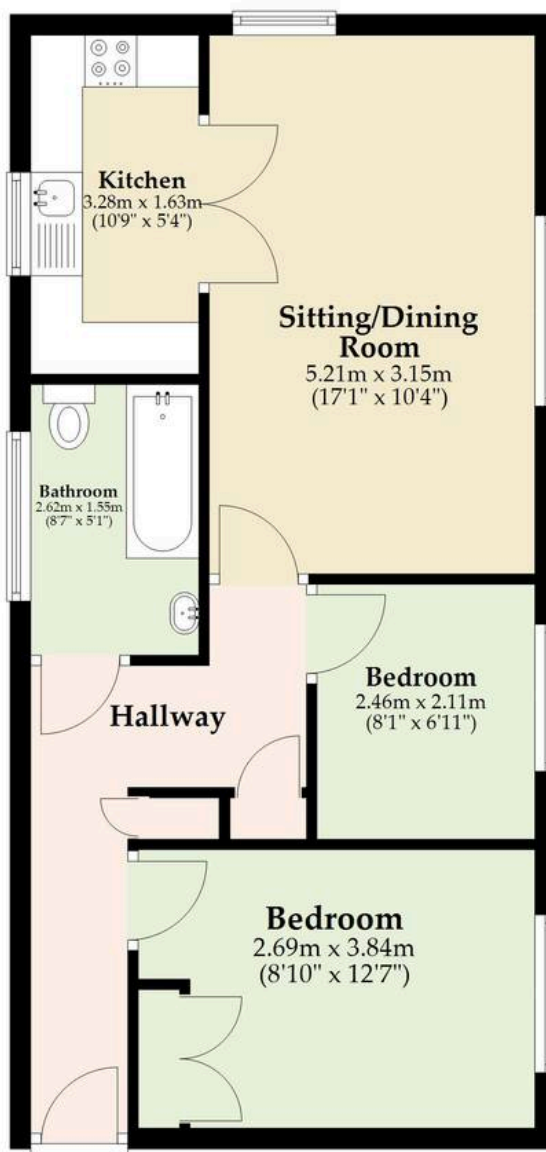 Kitchen
3.28m x 1.63m
(10'9" x 5'4")
Sitting/Dining
Room
5.21m x 3.15m
(17'1" x 10'4")
Bathroom
2.62m x 1.55m
(8'7" x 5'1")
Bedroom
2.46m x 2.11m
(8'1" x 6'11")
Hallway
Bedroom
2.69m x 3.84m
(8'10" x 12'7")